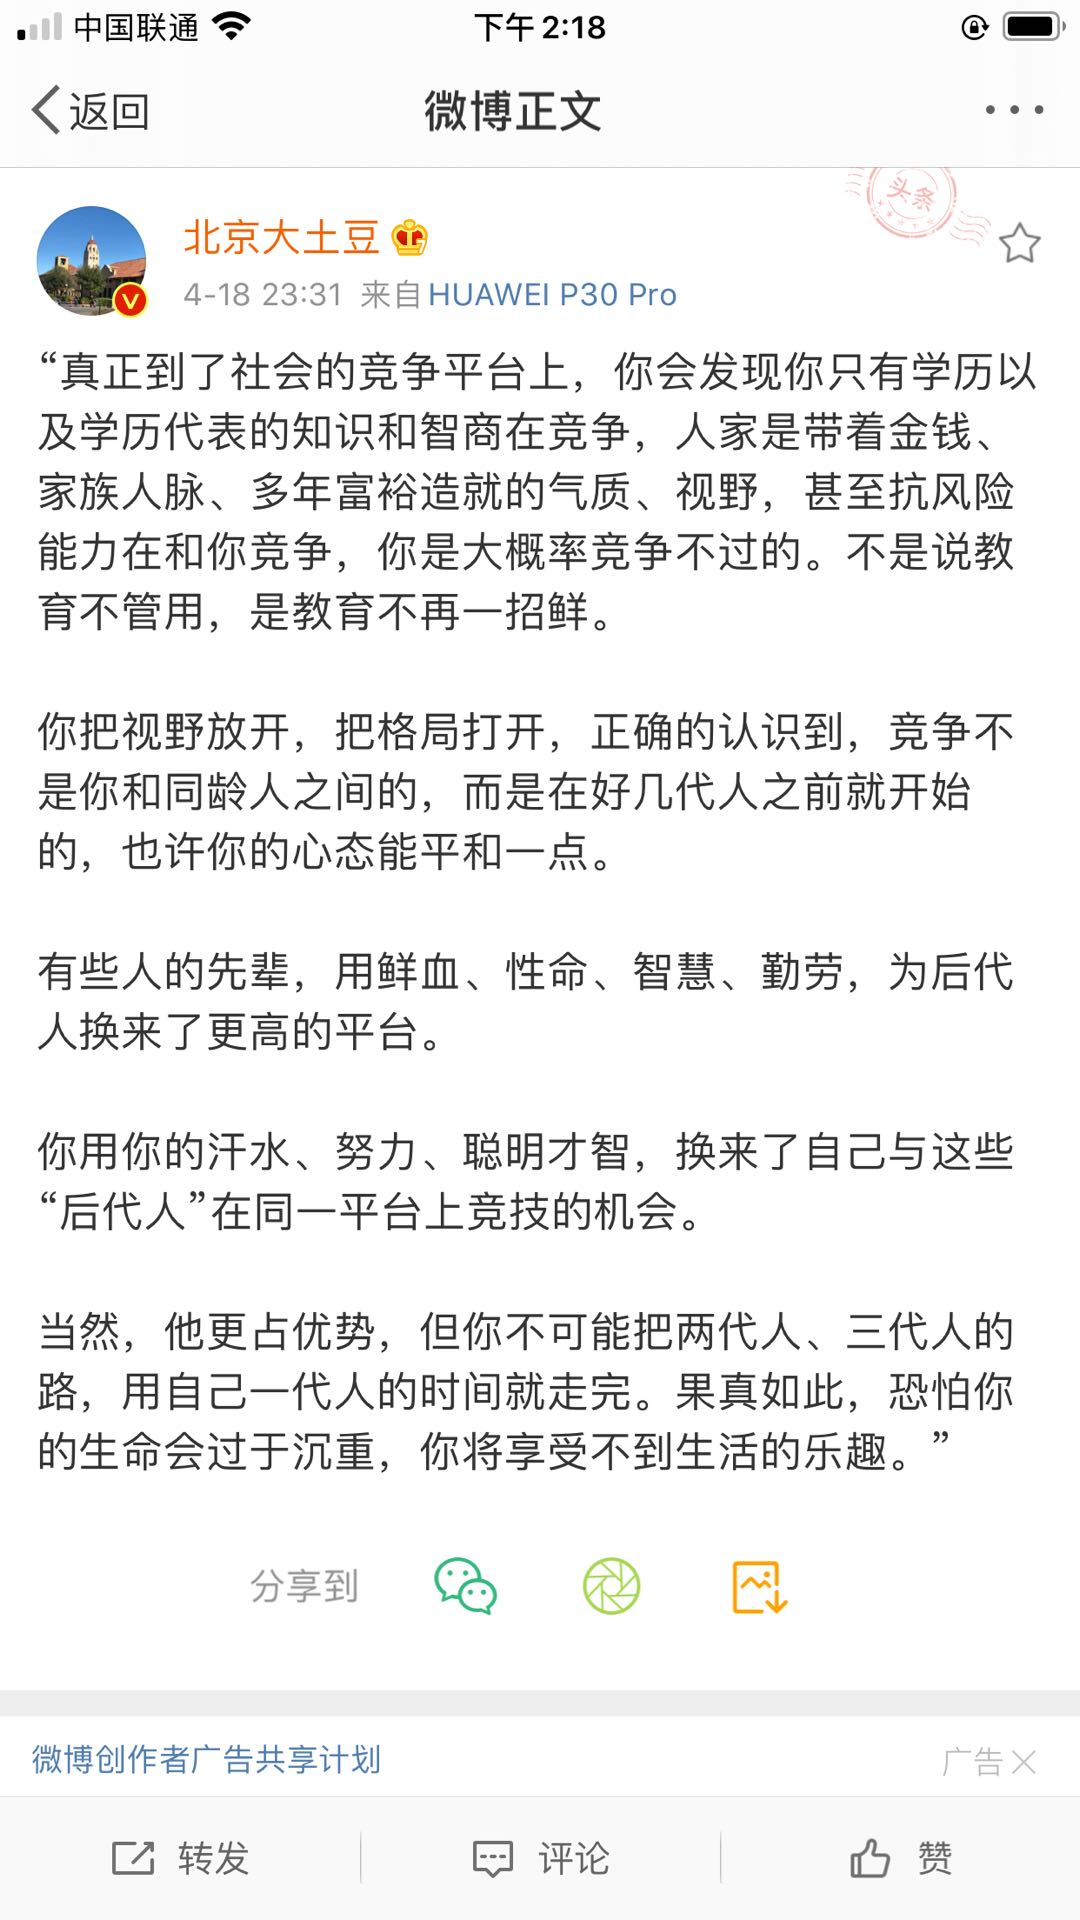 中国联通 下午2:18
返回 微博正文
头条
北京大土豆
4-18 23:31 来自HUAWEI P30 Pro
“真正到了社会的竞争平台上，你会发现你只有学历以
及学历代表的知识和智商在竞争，人家是带着金钱、
家族人脉、多年富裕造就的气质、视野，甚至抗风险
能力在和你竞争，你是大概率竞争不过的。不是说教
育不管用，是教育不再一招鲜。
你把视野放开，把格局打开，正确的认识到，竞争不
是你和同龄人之间的，而是在好几代人之前就开始
的，也许你的心态能平和一点。
有些人的先辈，用鲜血、性命、智慧、勤劳，为后代
人换来了更高的平台。
你用你的汗水、努力、聪明才智，换来了自己与这些
“后代人”在同一平台上竞技的机会。
当然，他更占优势，但你不可能把两代人、三代人的
路，用自己一代人的时间就走完。果真如此，恐怕你
的生命会过于沉重，你将享受不到生活的乐趣。”
分享到
微博创作者广告共享计划 广告
转发 评论 赞